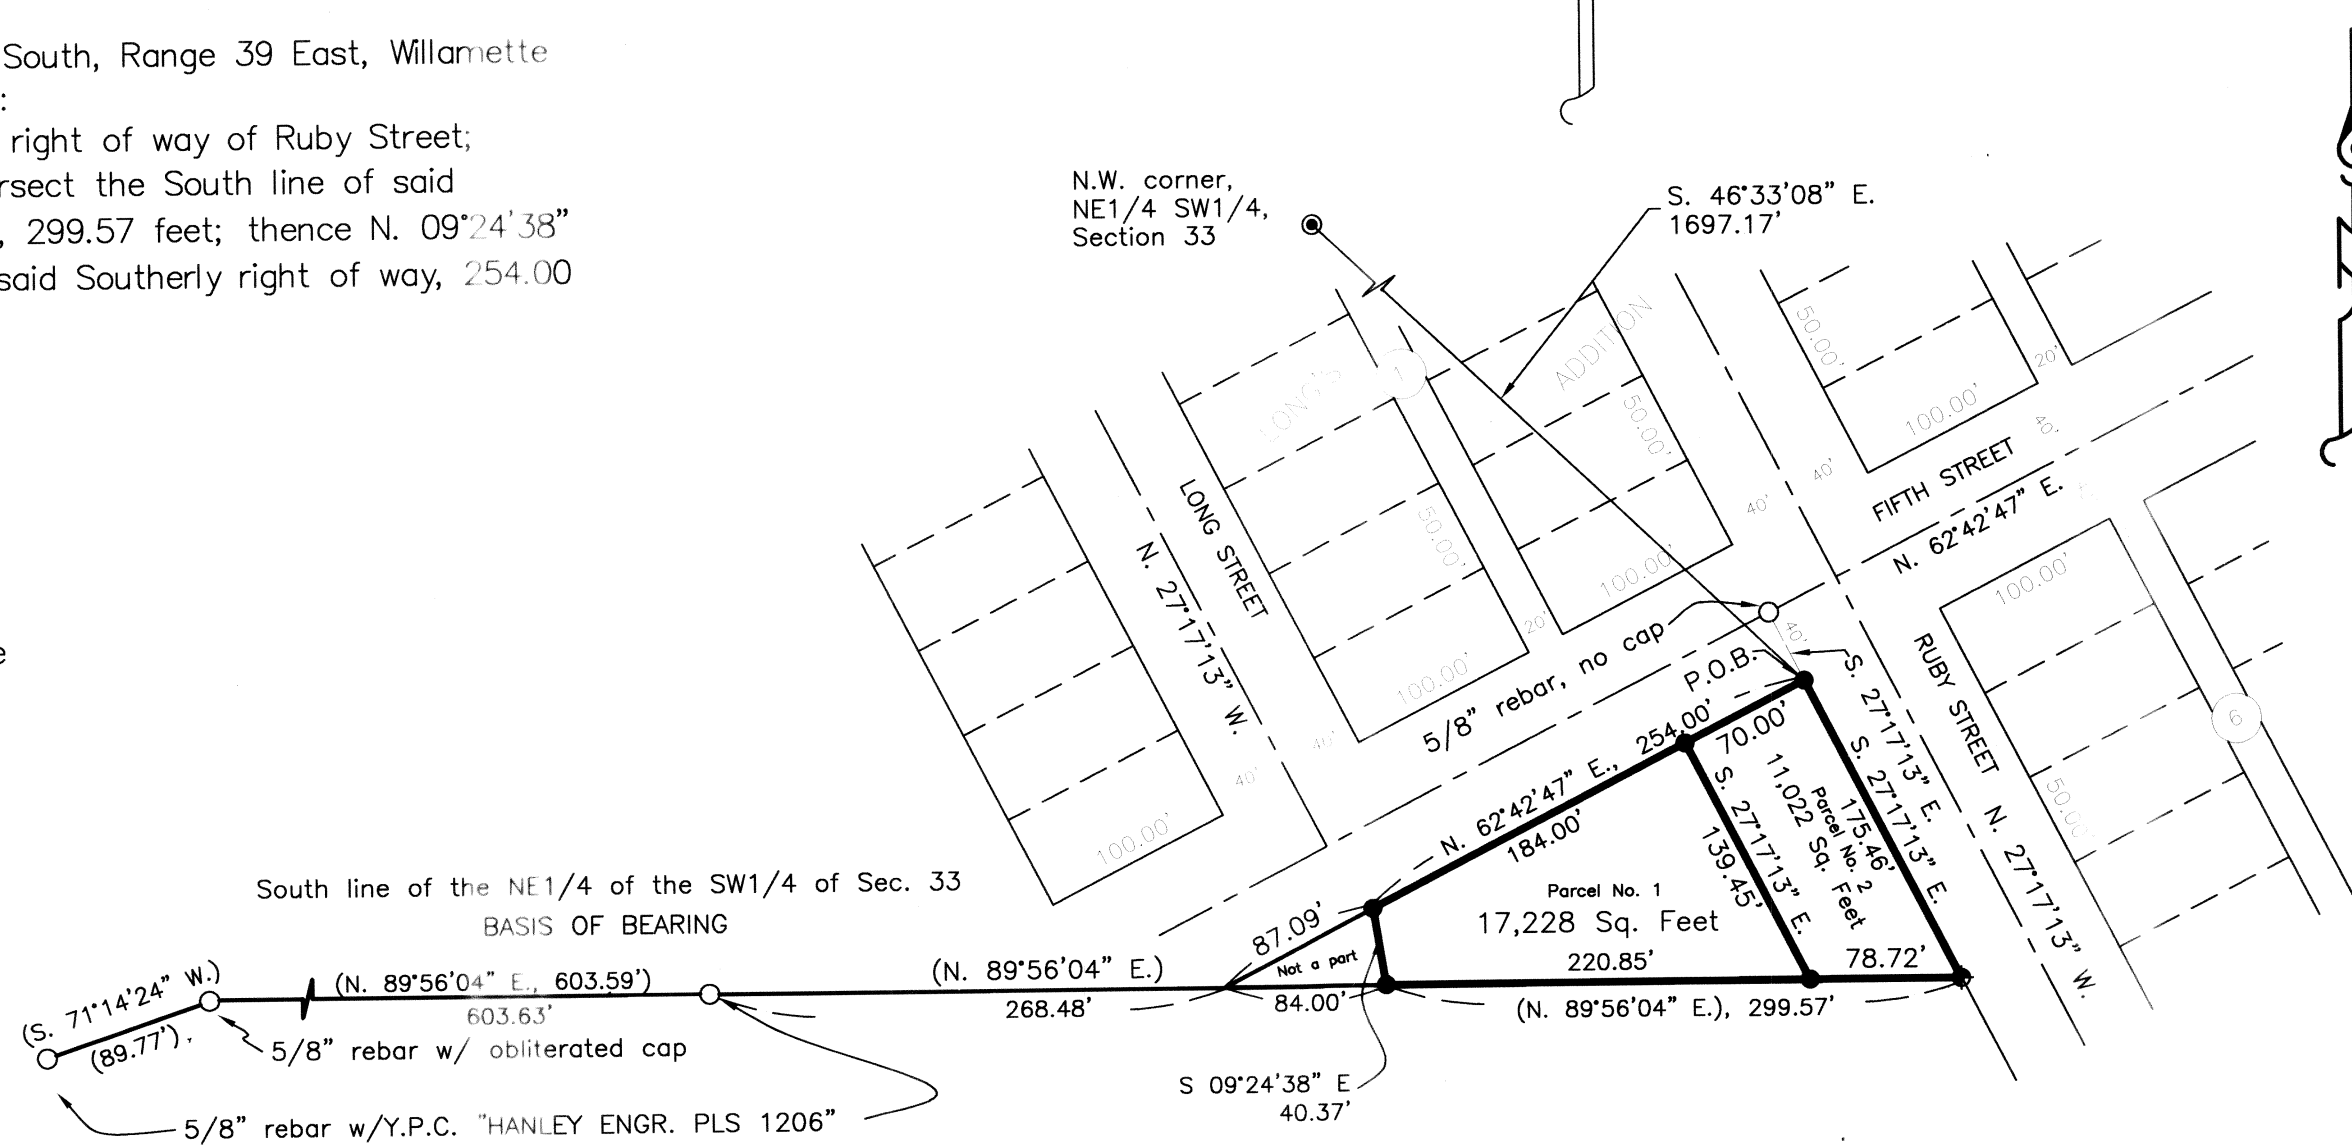 South, Range 39 East, Willamette
:
right of way of Ruby Street;
rsect the South line of said
, 299.57 feet; thence N. 09°24'38"
said Southerly right of way, 254.00
e
N.W. corner,
NE1/4 SW1/4,
Section 33
S. 46°33'08" E.
1697.17'
LONG'S
1
ADDITION
50.00'
50.00'
50.00'
100.00'
20'
40'
40'
40'
FIFTH STREET
N. 62°42'47" E.
LONG STREET
N. 27°17'13" W.
100.00'
20'
100.00'
100.00'
40'
40'
100.00'
5/8" rebar, no cap
40'
P.O.B.
S. 27°17'13" E.
RUBY STREET
N. 27°17'13" W.
6
50.00'
N. 62°42'47" E., 254.00'
70.00'
184.00'
S. 27°17'13" E.
175.46'
Parcel No. 2
11,022 Sq. Feet
S. 27°17'13" E.
139.45'
Parcel No. 1
17,228 Sq. Feet
220.85'
78.72'
(N. 89°56'04" E.), 299.57'
87.09'
Not a part
84.00'
S 09°24'38" E
40.37'
South line of the NE1/4 of the SW1/4 of Sec. 33
BASIS OF BEARING
(N. 89°56'04" E.)
268.48'
(N. 89°56'04" E., 603.59')
603.63'
(S. 71°14'24" W.)
(89.77')
5/8" rebar w/ obliterated cap
5/8" rebar w/Y.P.C. "HANLEY ENGR. PLS 1206"